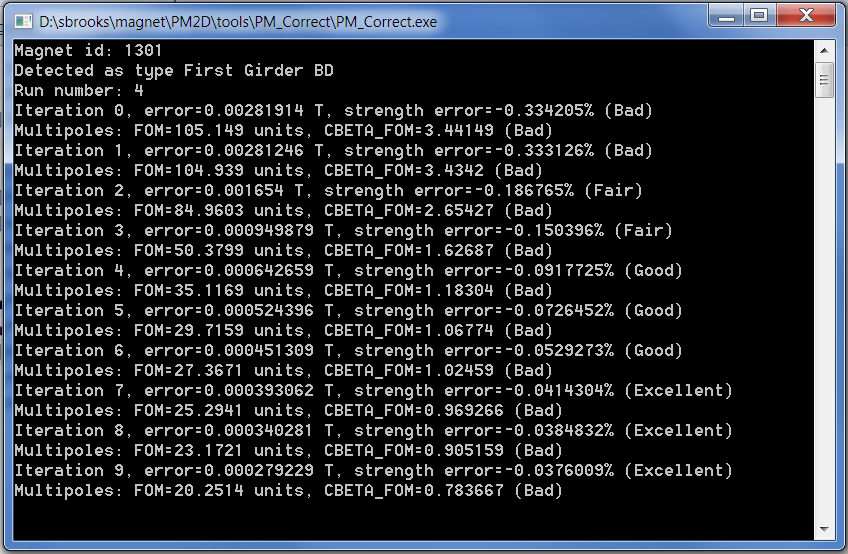 D:\sbrooks\magnet\PM2D\tools\PM_Correct\PM_Correct.exe
Magnet id: 1301
Detected as type First Girder BD
Run number: 4
Iteration 0, error=0.00281914 T, strength error=-0.334205% (Bad)
Multipoles: FOM=105.149 units, CBETA_FOM=3.44149 (Bad)
Iteration 1, error=0.00281246 T, strength error=-0.333126% (Bad)
Multipoles: FOM=104.939 units, CBETA_FOM=3.4342 (Bad)
Iteration 2, error=0.001654 T, strength error=-0.186765% (Fair)
Multipoles: FOM=84.9603 units, CBETA_FOM=2.65427 (Bad)
Iteration 3, error=0.000949879 T, strength error=-0.150396% (Fair)
Multipoles: FOM=50.3799 units, CBETA_FOM=1.62687 (Bad)
Iteration 4, error=0.000642659 T, strength error=-0.0917725% (Good)
Multipoles: FOM=35.1169 units, CBETA_FOM=1.18304 (Bad)
Iteration 5, error=0.000524396 T, strength error=-0.0726452% (Good)
Multipoles: FOM=29.7159 units, CBETA_FOM=1.06774 (Bad)
Iteration 6, error=0.000451309 T, strength error=-0.0529273% (Good)
Multipoles: FOM=27.3671 units, CBETA_FOM=1.02459 (Bad)
Iteration 7, error=0.000393062 T, strength error=-0.0414304% (Excellent)
Multipoles: FOM=25.2941 units, CBETA_FOM=0.969266 (Bad)
Iteration 8, error=0.000340281 T, strength error=-0.0384832% (Excellent)
Multipoles: FOM=23.1721 units, CBETA_FOM=0.905159 (Bad)
Iteration 9, error=0.000279229 T, strength error=-0.0376009% (Excellent)
Multipoles: FOM=20.2514 units, CBETA_FOM=0.783667 (Bad)